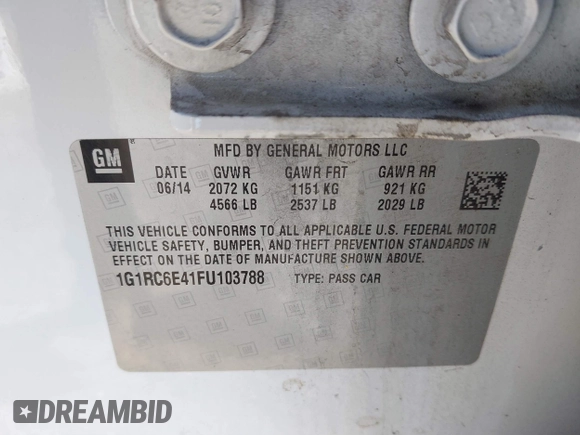 GM
MFD BY GENERAL MOTORS LLC
DATE GVWR GAWR FRT GAWR RR
06/14 2072 KG 1151 KG 921 KG
4566 LB 2537 LB 2029 LB
THIS VEHICLE CONFORMS TO ALL APPLICABLE U.S. FEDERAL MOTOR
VEHICLE SAFETY, BUMPER, AND THEFT PREVENTION STANDARDS IN
EFFECT ON THE DATE OF MANUFACTURE SHOWN ABOVE.
1G1RC6E41FU103788 TYPE: PASS CAR
DREAMBID